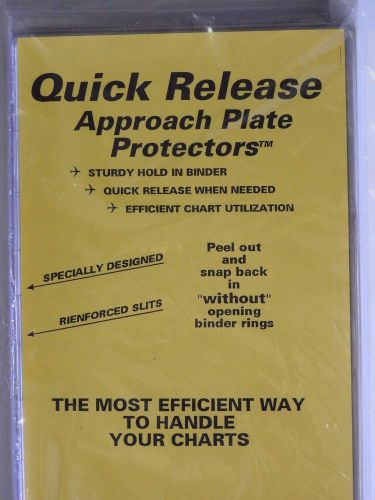 Quick Release
Approach Plate
Protectors™
STURDY HOLD IN BINDER
QUICK RELEASE WHEN NEEDED
EFFICIENT CHART UTILIZATION
SPECIALLY DESIGNED
RIENFORCED SLITS
Peel out
and
snap back
in
"without"
opening
binder rings
THE MOST EFFICIENT WAY
TO HANDLE
YOUR CHARTS